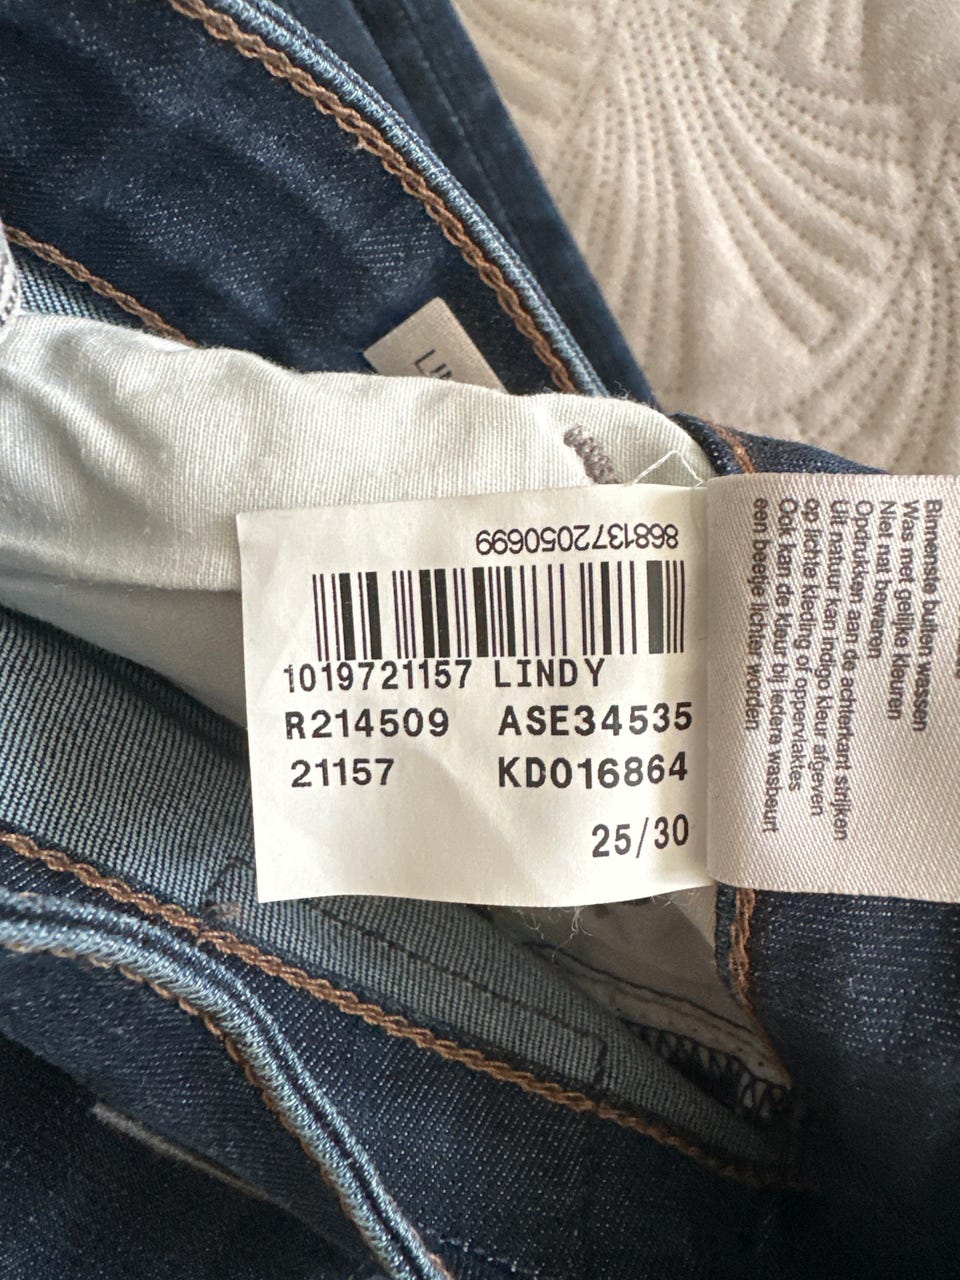 8681372050699
1019721157 LINDY
R214509 ASE34535
21157 KD016864
25/30
Binnenste buiten wassen
Was met gelijke kleuren
Niet nat bewaren
Opdrukken aan de achterkant strijken
Uit natuur kan indigo kleur afgeven
op lichte kleding of oppervlaktes
Ook kan de kleur bij iedere wasbeurt
een beetje lichter worden